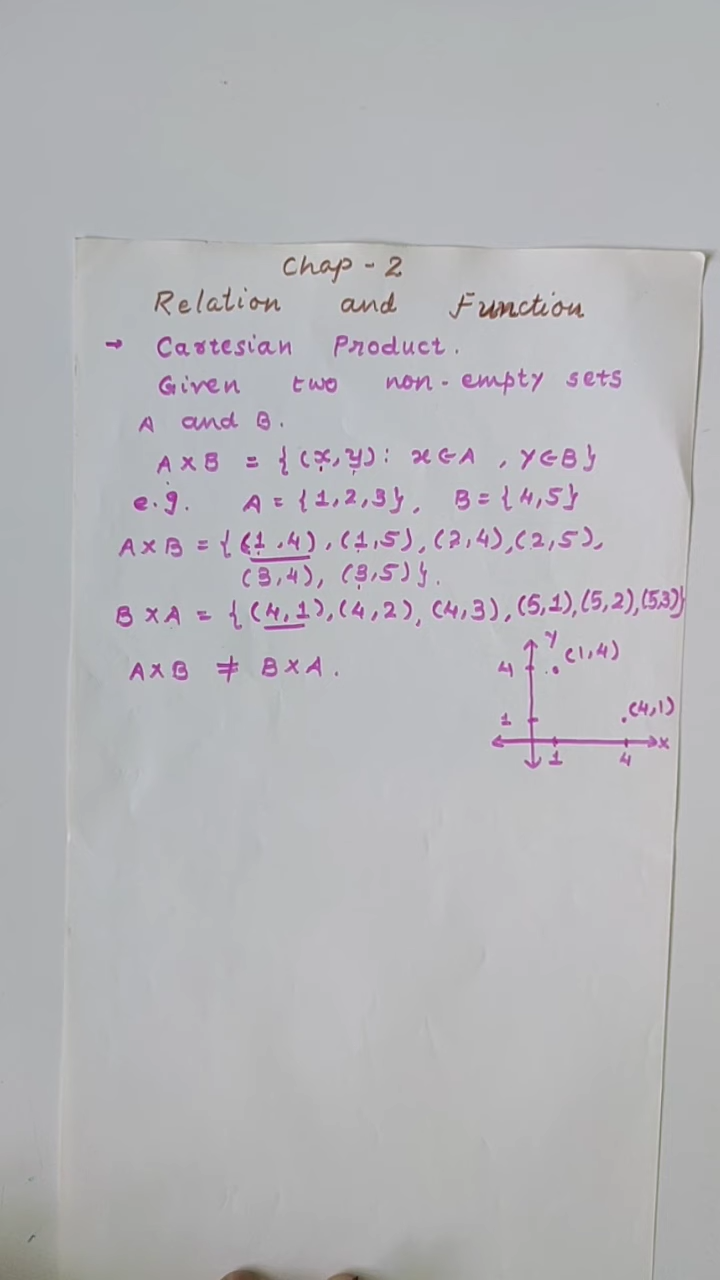 Chap - 2
Relation and Function
→ Cartesian Product.
Given two non-empty sets
A and B.
A x B = { (x, y) : x ∈ A , y ∈ B }
e.g. A = { 1, 2, 3 }, B = { 4, 5 }
A x B = { (1, 4), (1, 5), (2, 4), (2, 5),
(3, 4), (3, 5) }.
B x A = { (4, 1), (4, 2), (4, 3), (5, 1), (5, 2), (5 3) }
A x B ≠ B x A .
Y
4 (1, 4)
1 (4, 1)
X
1 4